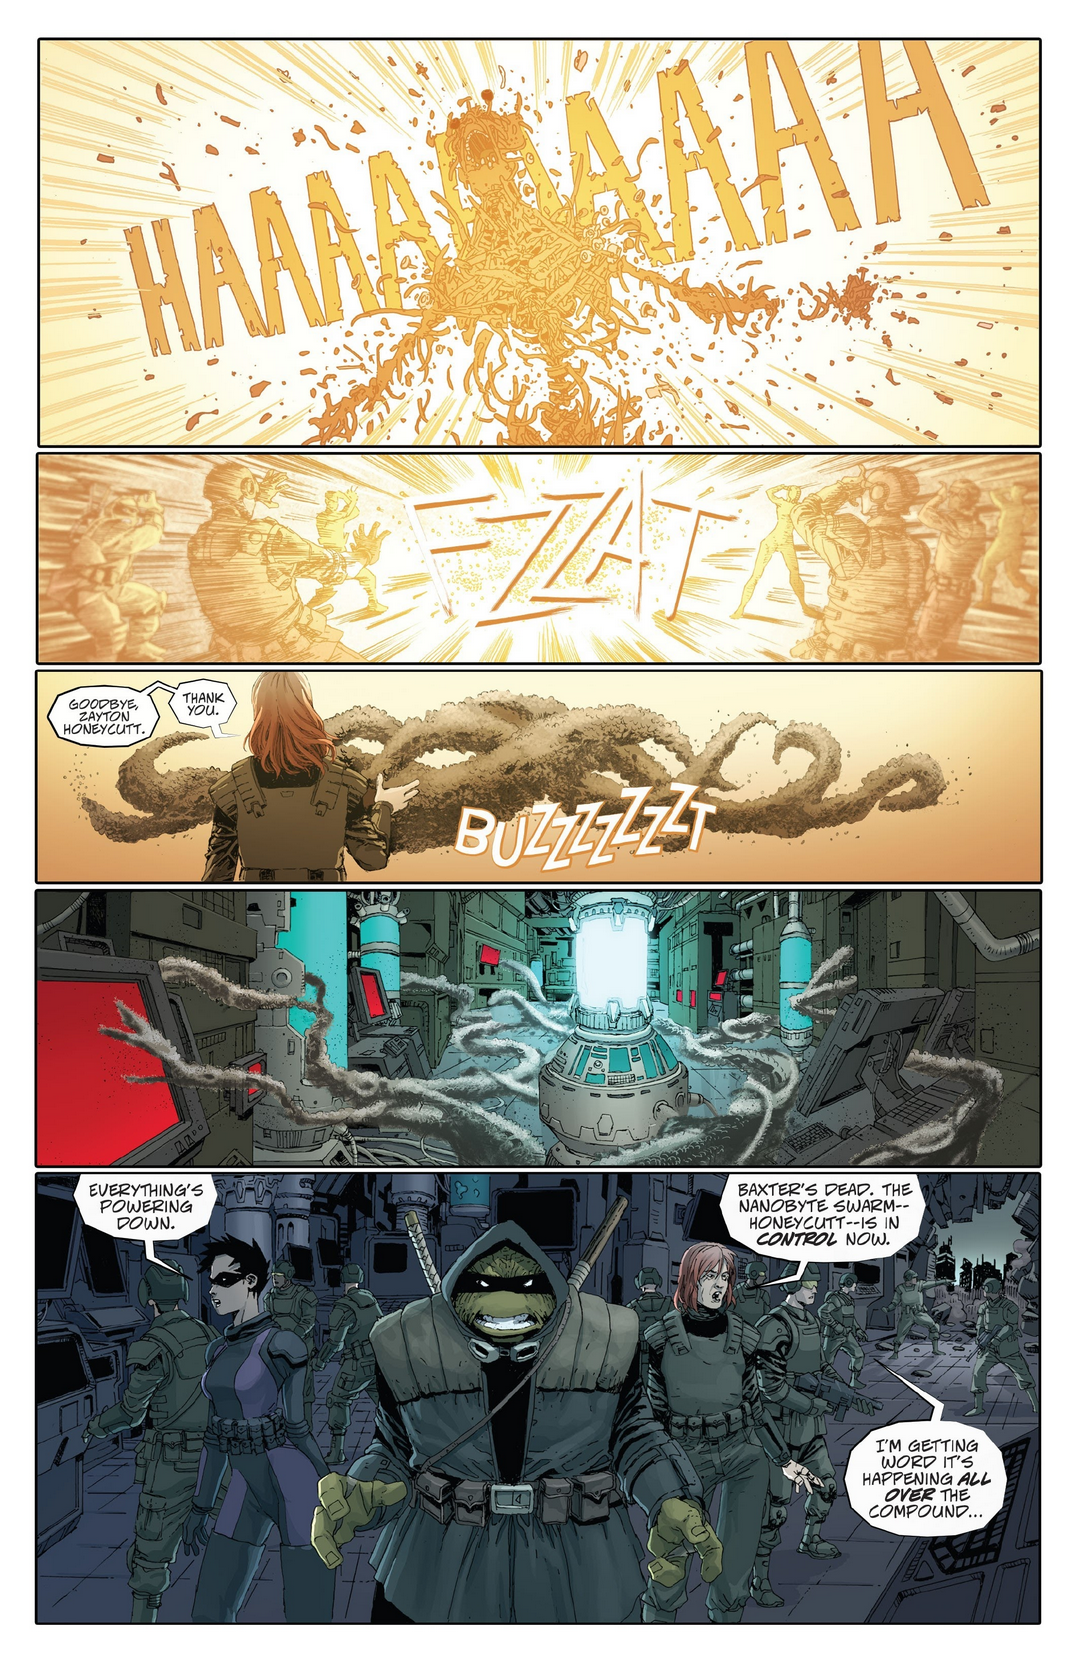 HAAAAAAAAAH
FZZAT
GOODBYE,
ZAYTON
HONEYCUTT.
THANK
YOU.
BUZZZZZZZT
EVERYTHING'S
POWERING
DOWN.
BAXTER'S DEAD. THE
NANOBYTE SWARM--
HONEYCUTT--IS IN
CONTROL NOW.
I'M GETTING
WORD IT'S
HAPPENING ALL
OVER THE
COMPOUND...